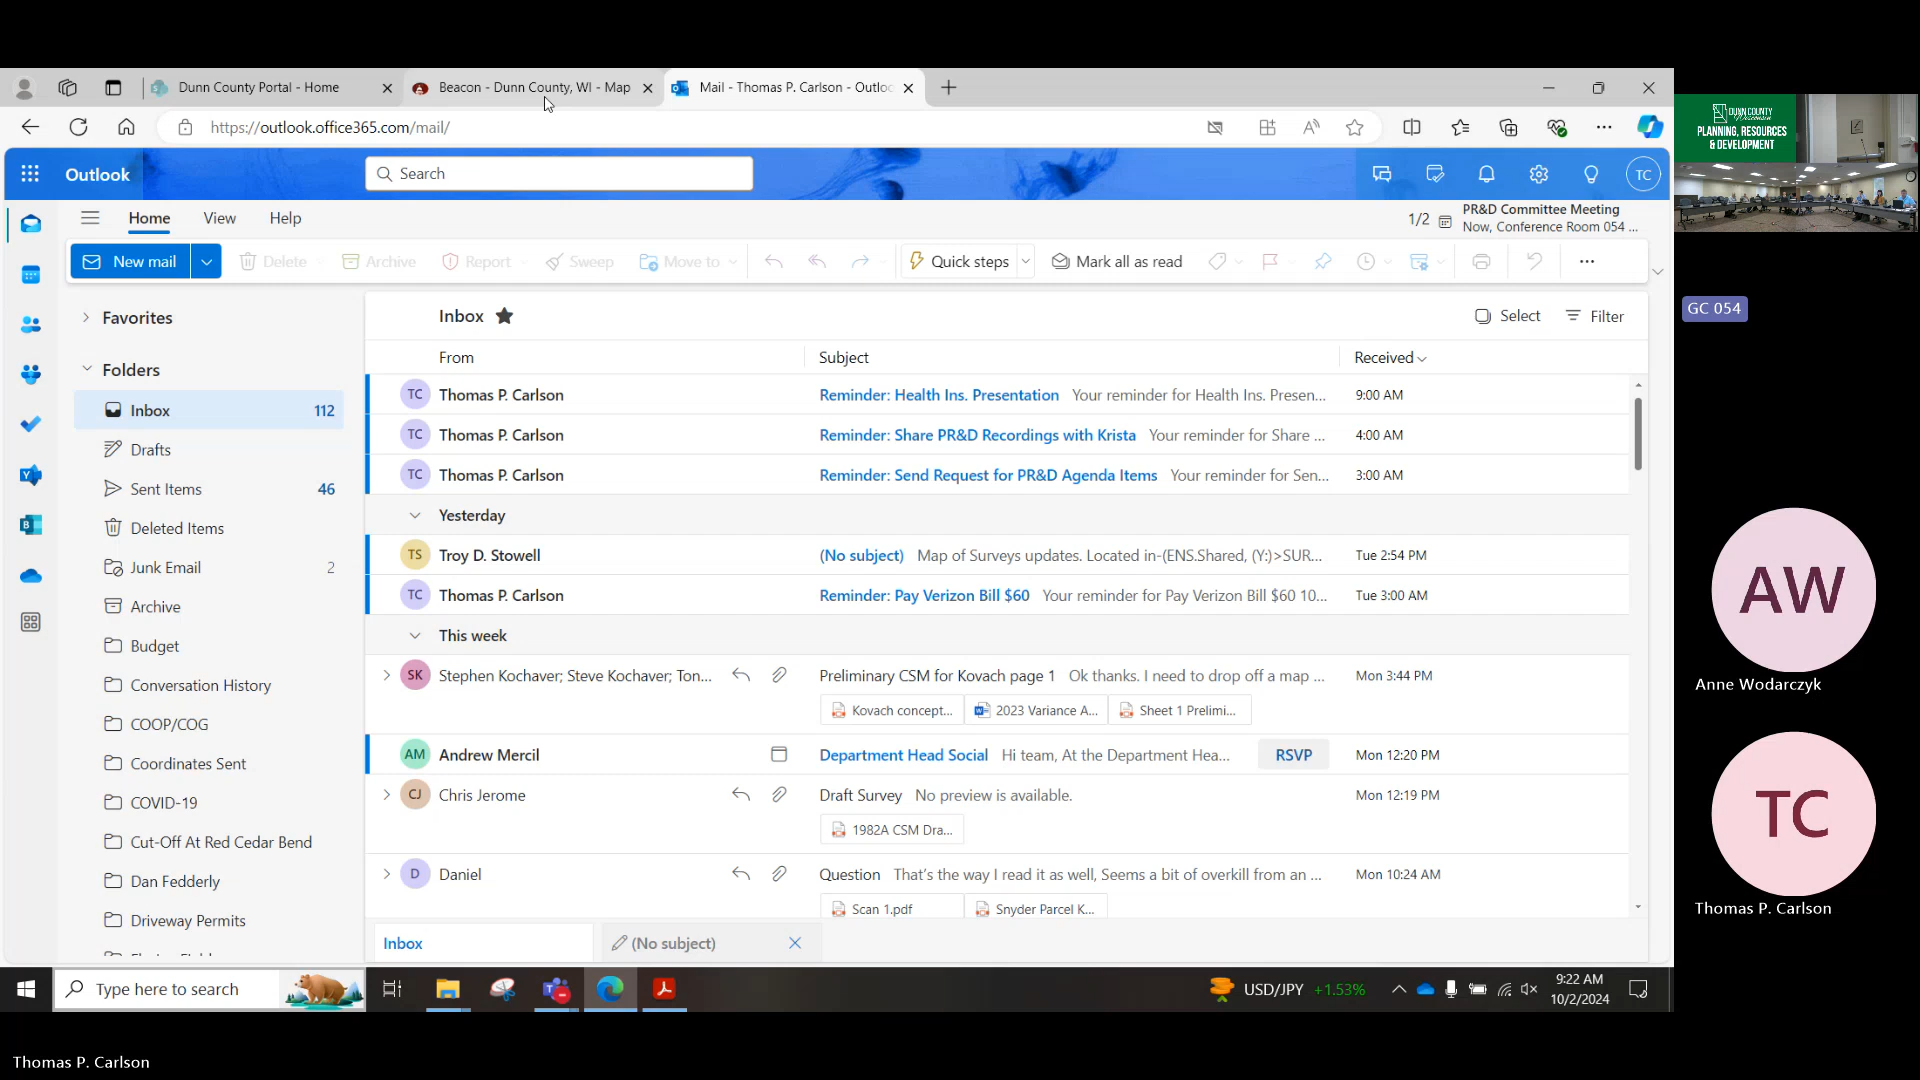 Dunn County Portal - Home
Beacon - Dunn County, WI - Map
Mail - Thomas P. Carlson - Outloo
https://outlook.office365.com/mail/
Outlook
Search
TC
Home
View
Help
1/2
PR&D Committee Meeting
Now, Conference Room 054 ...
New mail
Delete
Archive
Report
Sweep
Move to
Quick steps
Mark all as read
Favorites
Folders
Inbox 112
Drafts
Sent Items 46
Deleted Items
Junk Email 2
Archive
Budget
Conversation History
COOP/COG
Coordinates Sent
COVID-19
Cut-Off At Red Cedar Bend
Dan Fedderly
Driveway Permits
Inbox
Select
Filter
From
Subject
Received
TC Thomas P. Carlson Reminder: Health Ins. Presentation Your reminder for Health Ins. Presen... 9:00 AM
TC Thomas P. Carlson Reminder: Share PR&D Recordings with Krista Your reminder for Share ... 4:00 AM
TC Thomas P. Carlson Reminder: Send Request for PR&D Agenda Items Your reminder for Sen... 3:00 AM
Yesterday
TS Troy D. Stowell (No subject) Map of Surveys updates. Located in-(ENS.Shared, (Y:)>SUR... Tue 2:54 PM
TC Thomas P. Carlson Reminder: Pay Verizon Bill $60 Your reminder for Pay Verizon Bill $60 10... Tue 3:00 AM
This week
SK Stephen Kochaver; Steve Kochaver; Ton... Preliminary CSM for Kovach page 1 Ok thanks. I need to drop off a map ... Mon 3:44 PM
Kovach concept... 2023 Variance A... Sheet 1 Prelimi...
AM Andrew Mercil Department Head Social Hi team, At the Department Hea... RSVP Mon 12:20 PM
CJ Chris Jerome Draft Survey No preview is available. Mon 12:19 PM
1982A CSM Dra...
D Daniel Question That's the way I read it as well, Seems a bit of overkill from an ... Mon 10:24 AM
Scan 1.pdf Snyder Parcel K...
Inbox
(No subject)
Type here to search
USD/JPY +1.53%
9:22 AM
10/2/2024
DUNN COUNTY
Wisconsin
PLANNING, RESOURCES
& DEVELOPMENT
GC 054
AW
Anne Wodarczyk
TC
Thomas P. Carlson
Thomas P. Carlson